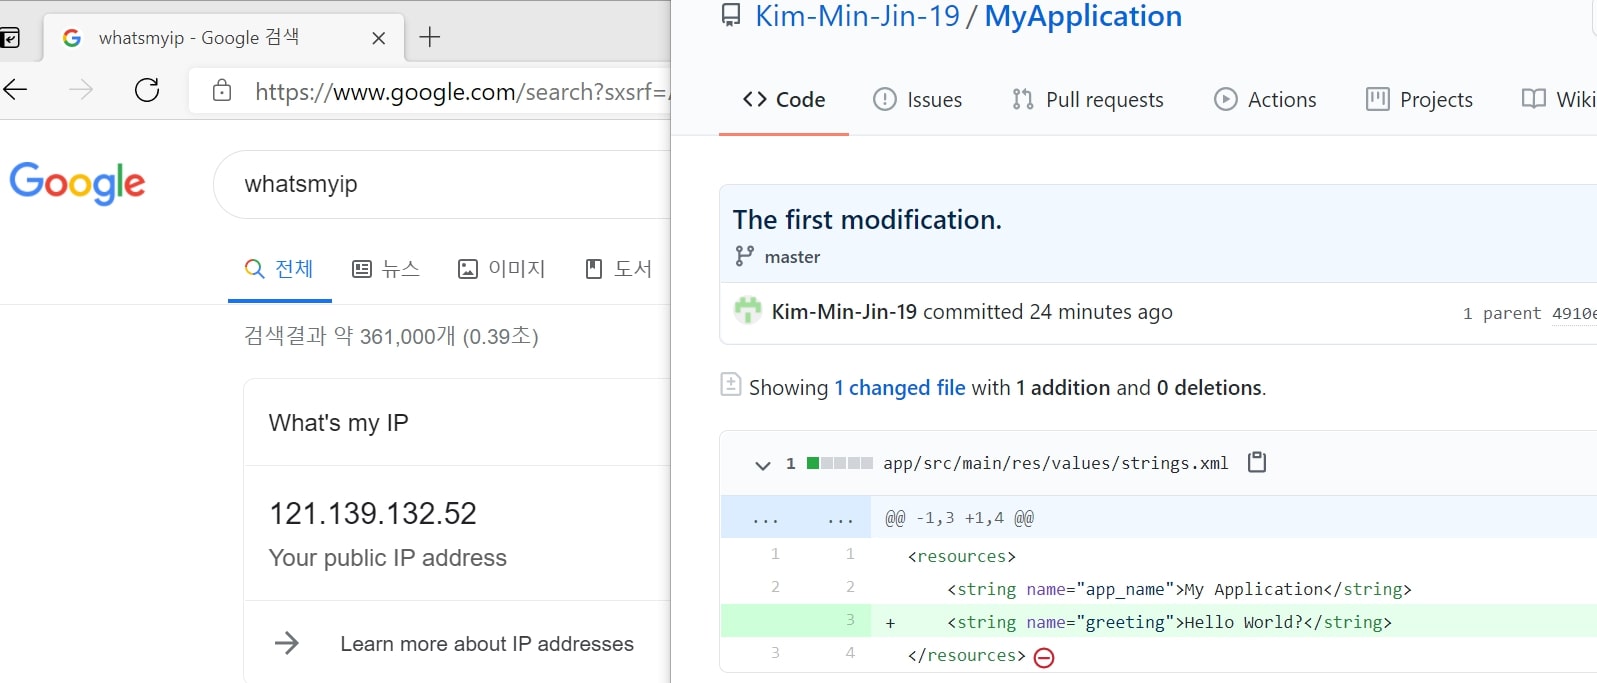 whatsmyip - Google 검색
https://www.google.com/search?sxsrf=
Google
whatsmyip
전체 뉴스 이미지 도서
검색결과 약 361,000개 (0.39초)
What's my IP
121.139.132.52
Your public IP address
Learn more about IP addresses
Kim-Min-Jin-19 / MyApplication
Code Issues Pull requests Actions Projects Wiki
The first modification.
master
Kim-Min-Jin-19 committed 24 minutes ago 1 parent 4910e
Showing 1 changed file with 1 addition and 0 deletions.
1 app/src/main/res/values/strings.xml
... ... @@ -1,3 +1,4 @@
1 1 <resources>
2 2 <string name="app_name">My Application</string>
3 + <string name="greeting">Hello World?</string>
3 4 </resources>